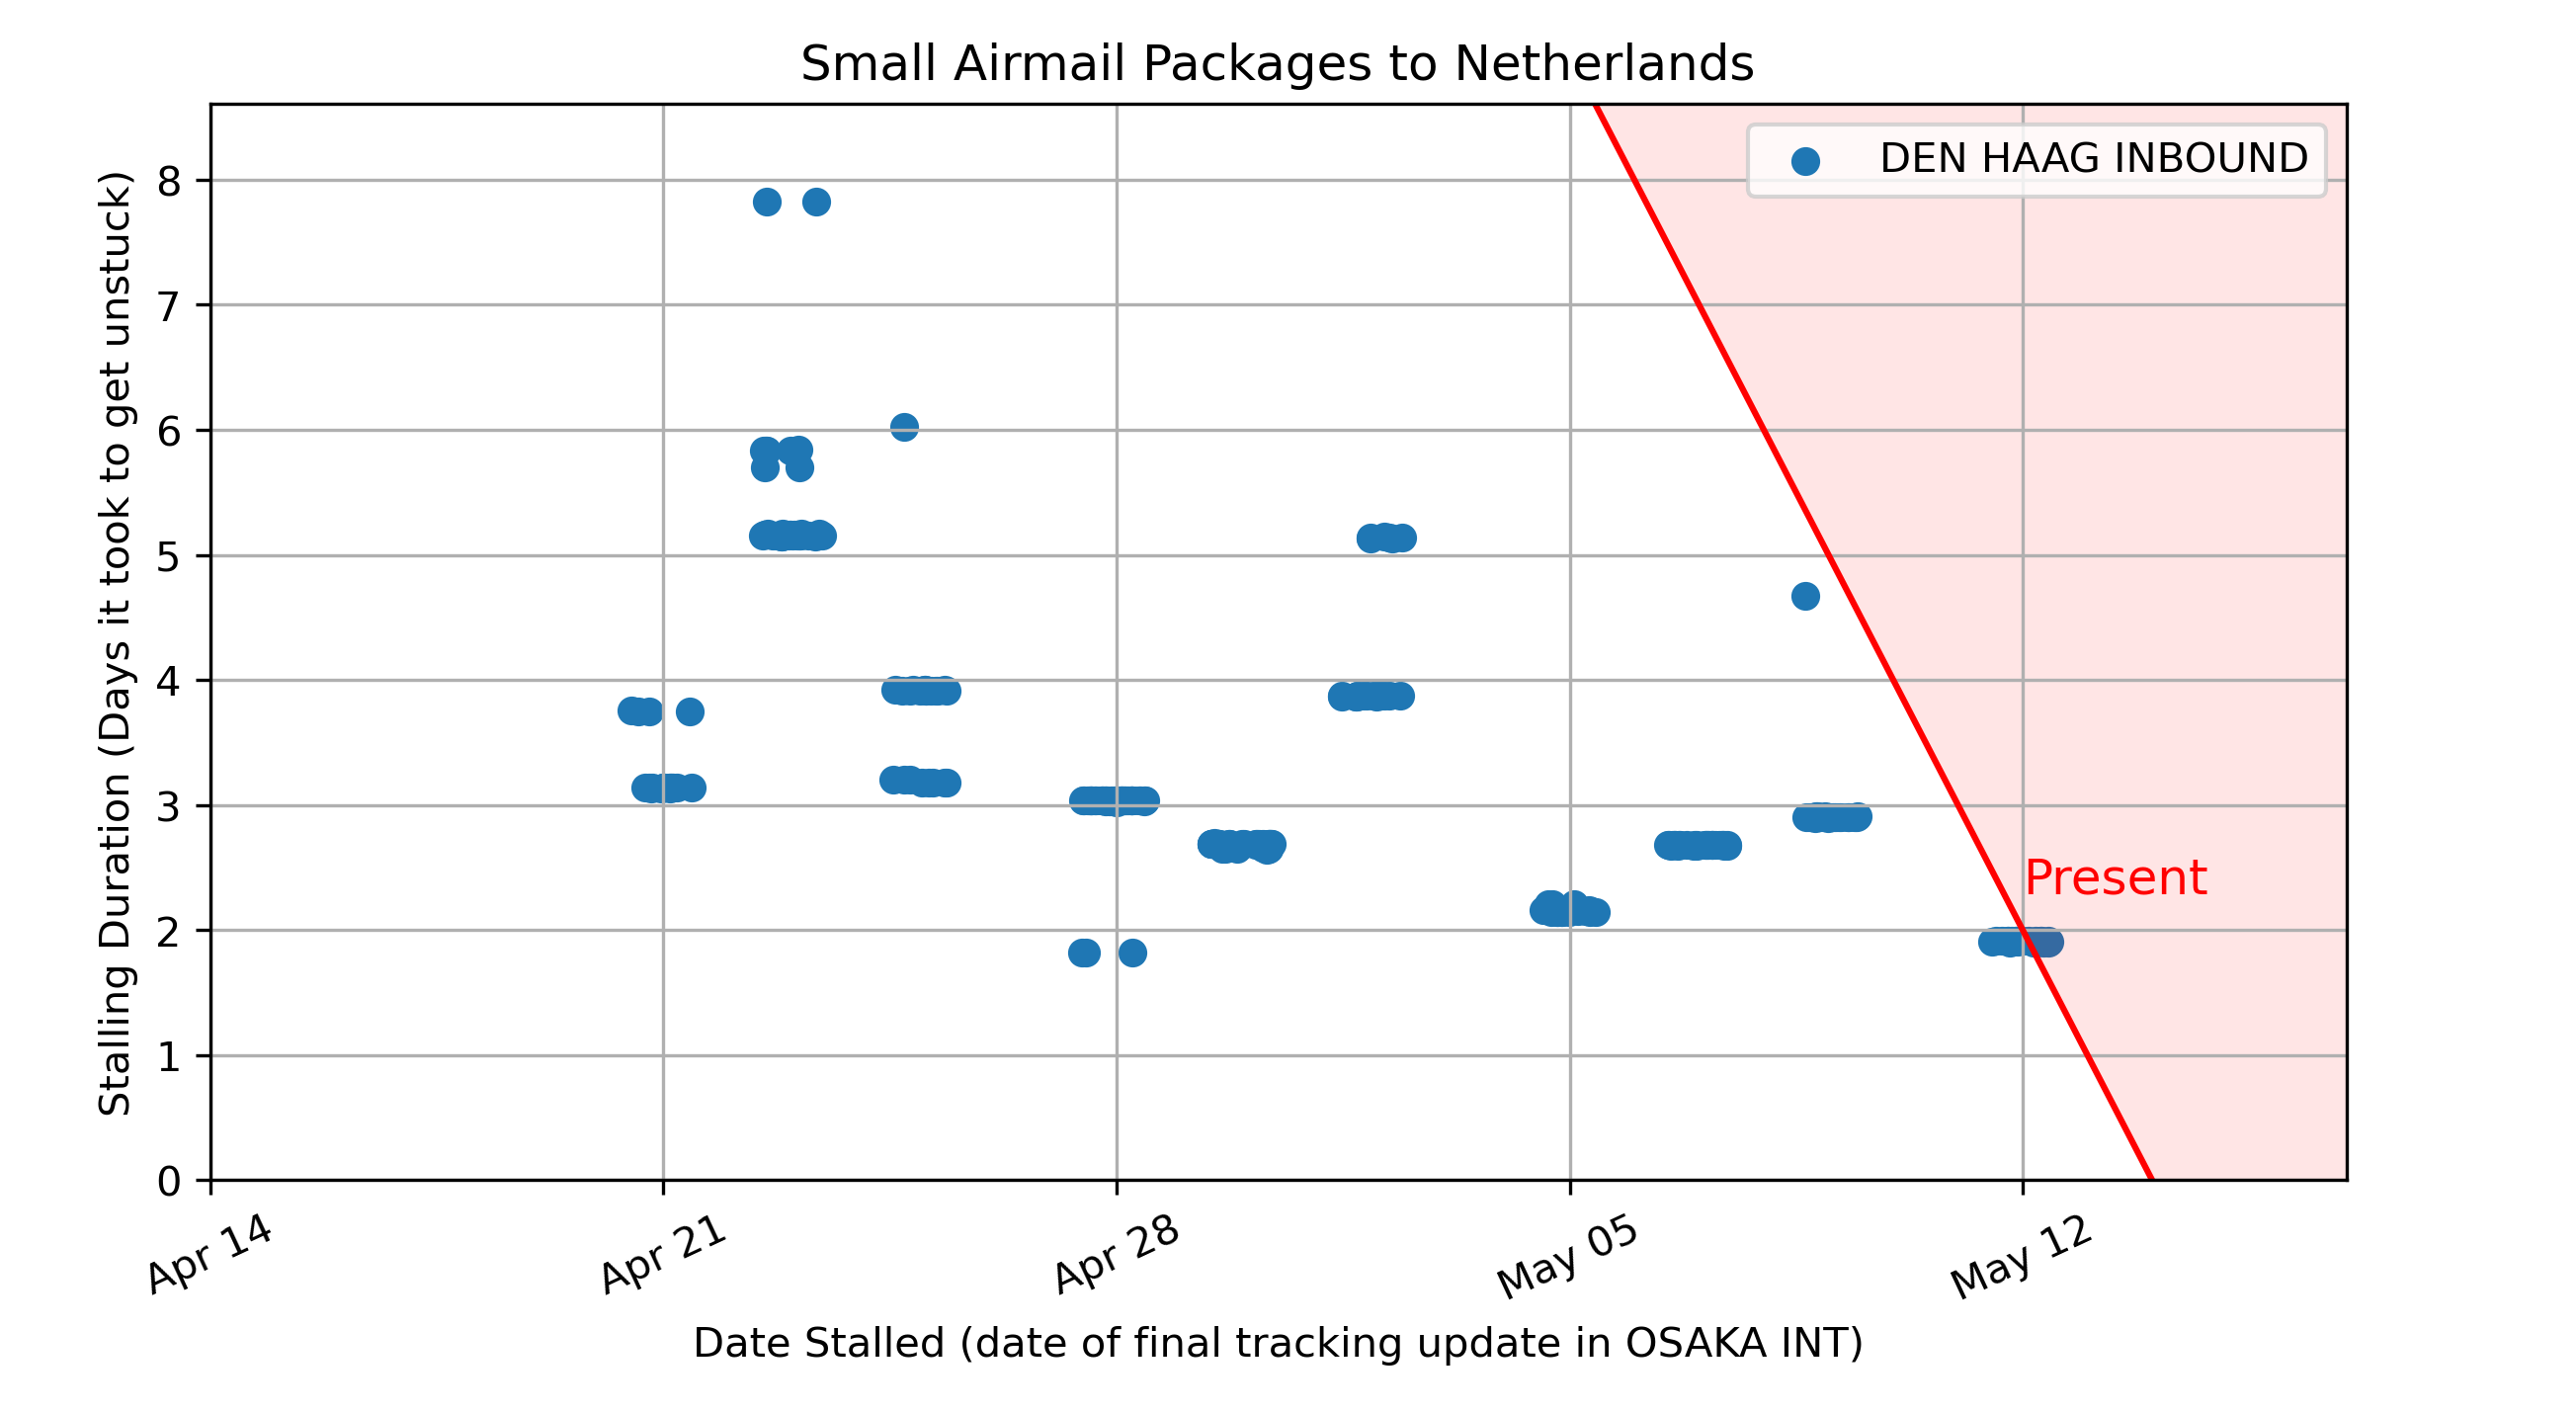 Small Airmail Packages to Netherlands
DEN HAAG INBOUND
Stalling Duration (Days it took to get unstuck)
8
7
6
5
4
3
2
1
0
Present
Apr 14
Apr 21
Apr 28
May 05
May 12
Date Stalled (date of final tracking update in OSAKA INT)